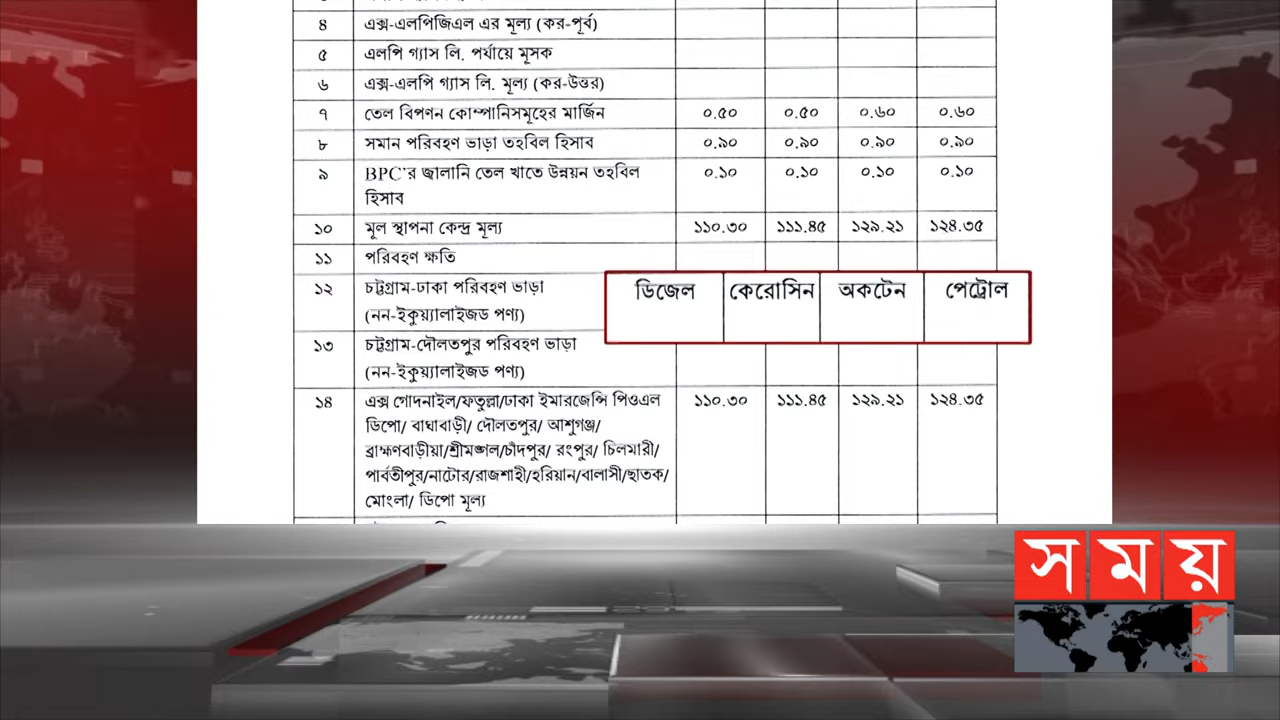 ৪ এক্স-এলপিজিএল এর মূল্য (কর-পূর্ব)
৫ এলপি গ্যাস লি. পর্যায়ে মূসক
৬ এক্স-এলপি গ্যাস লি. মূল্য (কর-উত্তর)
৭ তেল বিপণন কোম্পানিসমূহের মার্জিন ০.৫০ ০.৫০ ০.৬০ ০.৬০
৮ সমান পরিবহণ ভাড়া তহবিল হিসাব ০.৯০ ০.৯০ ০.৯০ ০.৯০
৯ BPC'র জ্বালানি তেল খাতে উন্নয়ন তহবিল ০.১০ ০.১০ ০.১০ ০.১০
হিসাব
১০ মূল স্থাপনা কেন্দ্র মূল্য ১১০.৩০ ১১১.৪৫ ১২৯.২১ ১২৪.৩৫
১১ পরিবহণ ক্ষতি
১২ চট্টগ্রাম-ঢাকা পরিবহণ ভাড়া ডিজেল কেরোসিন অকটেন পেট্রোল
(নন-ইকুয়্যালাইজড পণ্য)
১৩ চট্টগ্রাম-দৌলতপুর পরিবহণ ভাড়া
(নন-ইকুয়্যালাইজড পণ্য)
১৪ এক্স গোদনাইল/ফতুল্লা/ঢাকা ইমারজেন্সি পিওএল ১১০.৩০ ১১১.৪৫ ১২৯.২১ ১২৪.৩৫
ডিপো/ বাঘাবাড়ী/ দৌলতপুর/ আশুগঞ্জ/
ব্রাহ্মণবাড়ীয়া/শ্রীমঙ্গল/চাঁদপুর/ রংপুর/ চিলমারী/
পার্বতীপুর/নাটোর/রাজশাহী/হরিয়ান/বালাসী/ছাতক/
মোংলা/ ডিপো মূল্য
সময়